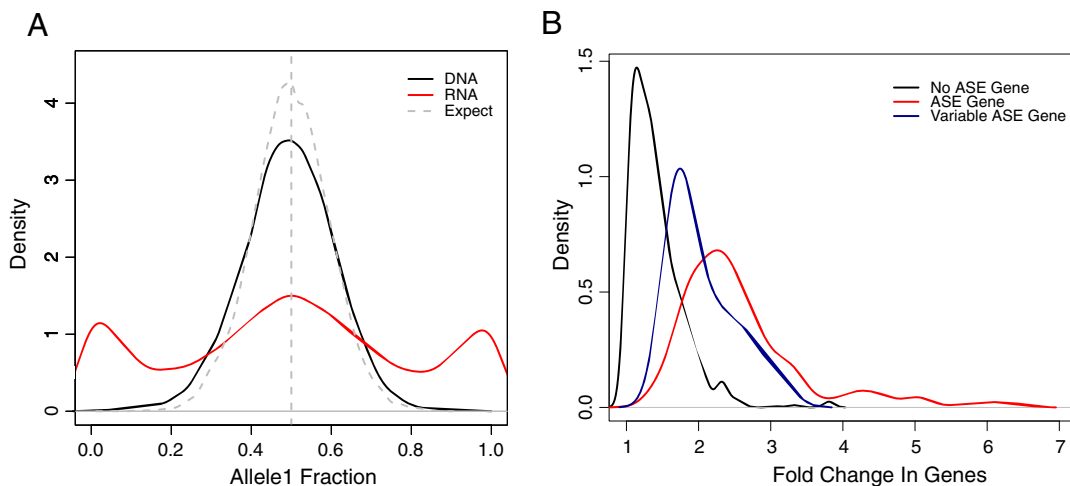 A
DNA
RNA
Expect
Density
0
1
2
3
4
0.0
0.2
0.4
0.6
0.8
1.0
Allele1 Fraction
B
No ASE Gene
ASE Gene
Variable ASE Gene
Density
0.0
0.5
1.0
1.5
1
2
3
4
5
6
7
Fold Change In Genes